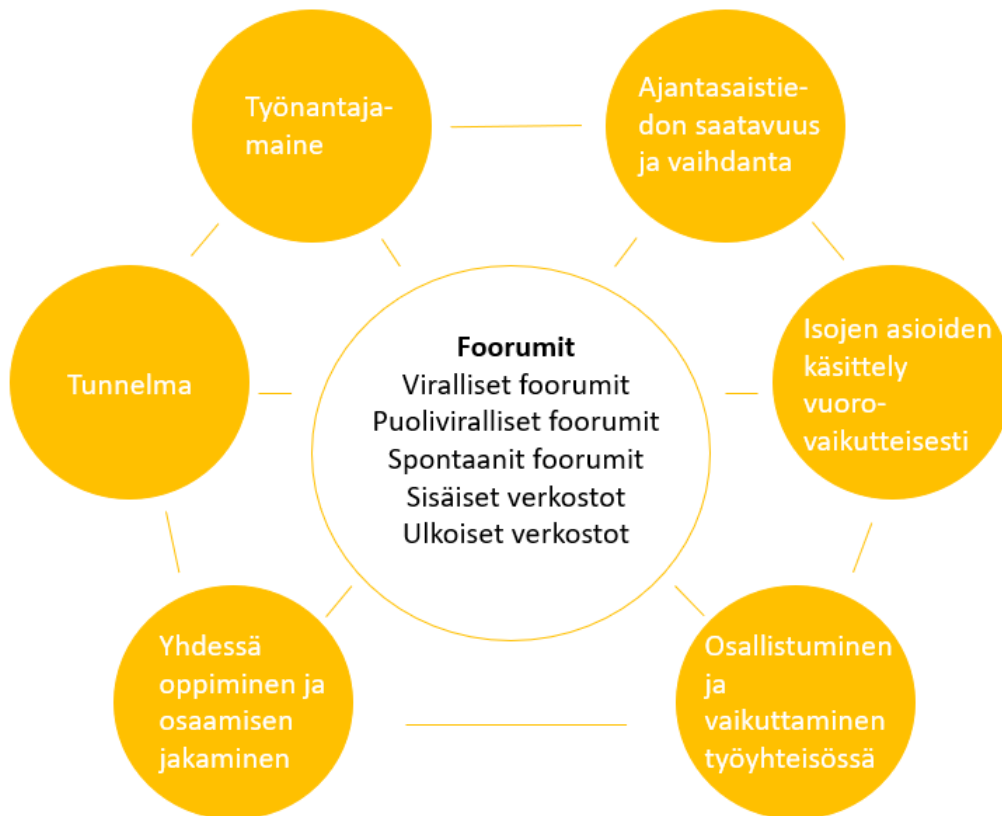 Työnantaja-
maine
Ajantasaistie-
don saatavuus
ja vaihdanta
Isojen asioiden
käsittely
vuoro-
vaikutteisesti
Osallistuminen
ja
vaikuttaminen
työyhteisössä
Yhdessä
oppiminen ja
osaamisen
jakaminen
Tunnelma
Foorumit
Viralliset foorumit
Puoliviralliset foorumit
Spontaanit foorumit
Sisäiset verkostot
Ulkoiset verkostot